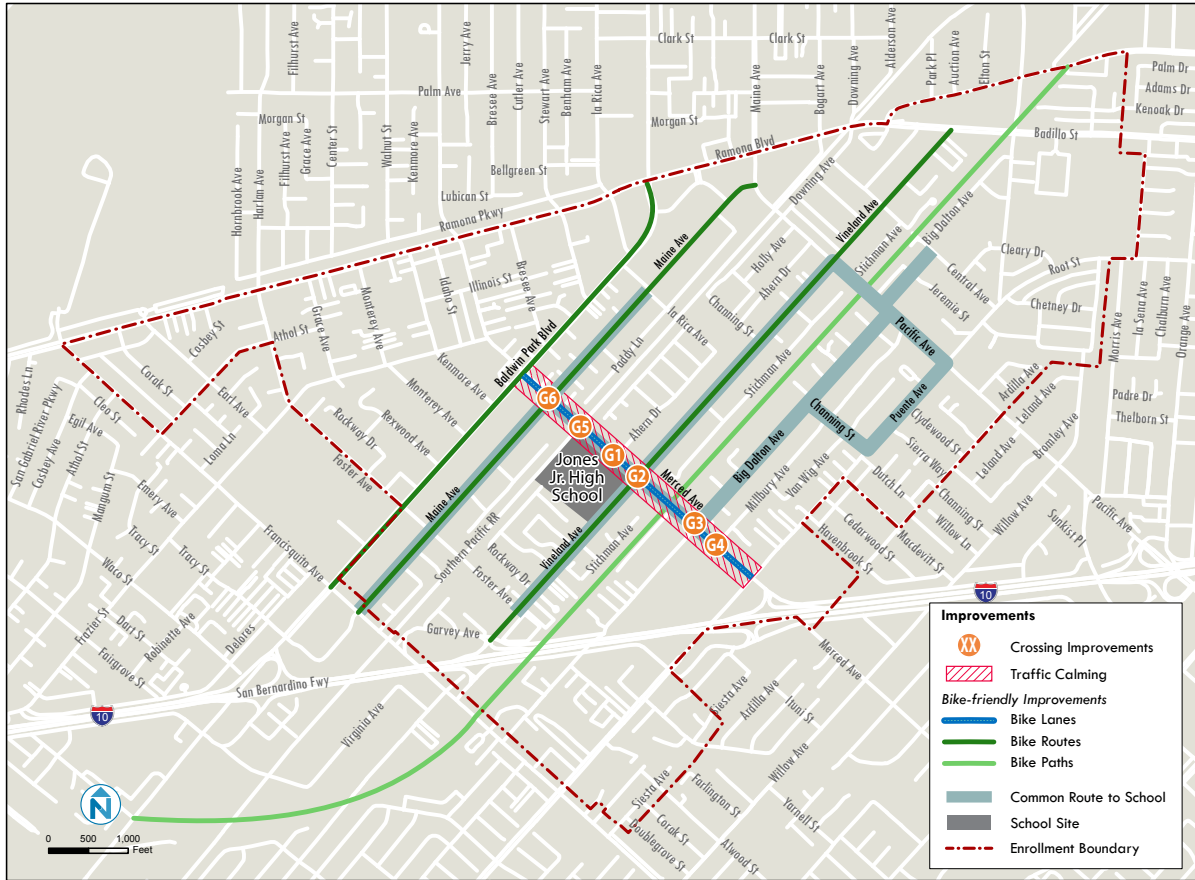 Filhurst Ave
Jerry Ave
Clark St
Clark St
Alderson Ave
Park Pl
Auction Ave
Elton St
Palm Dr
Adams Dr
Kenoak Dr
Palm Ave
Bresee Ave
Cutler Ave
Stewart Ave
Benham Ave
la Rica Ave
Maine Ave
Bogart Ave
Downing Ave
Morgan St
Morgan St
Badillo St
Hornbrook Ave
Harlan Ave
Filhurst Ave
Grace Ave
Center St
Walnut St
Kenmore Ave
Ramona Blvd
Bellgreen St
Lubican St
Ramona Pkwy
Downing Ave
Vineland Ave
Big Dalton Ave
Stichman Ave
Maine Ave
Holly Ave
Ahern Dr
Channing St
Cleary Dr
Root St
Central Ave
Jeremie St
Chetney Dr
Idaho St
Illinois St
Bresee Ave
Monterey Ave
Grace Ave
Athol St
Cosbey St
la Rica Ave
Morris Ave
la Sena Ave
Chalburn Ave
Orange Ave
Baldwin Park Blvd
Paddy Ln
Pacific Ave
Stichman Ave
Puente Ave
Ardilla Ave
Leland Ave
Bromley Ave
Padre Dr
Thelborn St
Rhodes Ln
San Gabriel River Pkwy
Cosbey Ave
Corak St
Cleo St
Egil Ave
Athol St
Earl Ave
Loma Ln
Kenmore Ave
Monterey Ave
Rexwood Ave
Rockway Dr
Foster Ave
Ahern Dr
G6
G5
G1
G2
G3
G4
Jones
Jr. High
School
Merced Ave
Channing St
Big Dalton Ave
Clydewood St
Sierra Way
Leland Ave
Millbury Ave
Van Wig Ave
Dutch Ln
Channing St
Willow Ln
Willow Ave
Sunkist Pl
Pacific Ave
Mangum St
Emery Ave
Tracy St
Tracy St
Waco St
Maine Ave
Francisquito Ave
Southern Pacific RR
Vineland Ave
Rockway Dr
Foster Ave
Stichman Ave
Cedarwood St
Macdevitt St
Havenbrook St
Frazier St
Dart St
Fairgrove St
Robinette Ave
Delores
Garvey Ave
San Bernardino Fwy
10
10
Virginia Ave
Merced Ave
Siesta Ave
Ardilla Ave
Ituni St
Willow Ave
Yarnell St
Siesta Ave
Farlington St
Corak St
Doublegrove St
Alwood St
N
0 500 1,000
Feet
Improvements
XX Crossing Improvements
Traffic Calming
Bike-friendly Improvements
Bike Lanes
Bike Routes
Bike Paths
Common Route to School
School Site
Enrollment Boundary